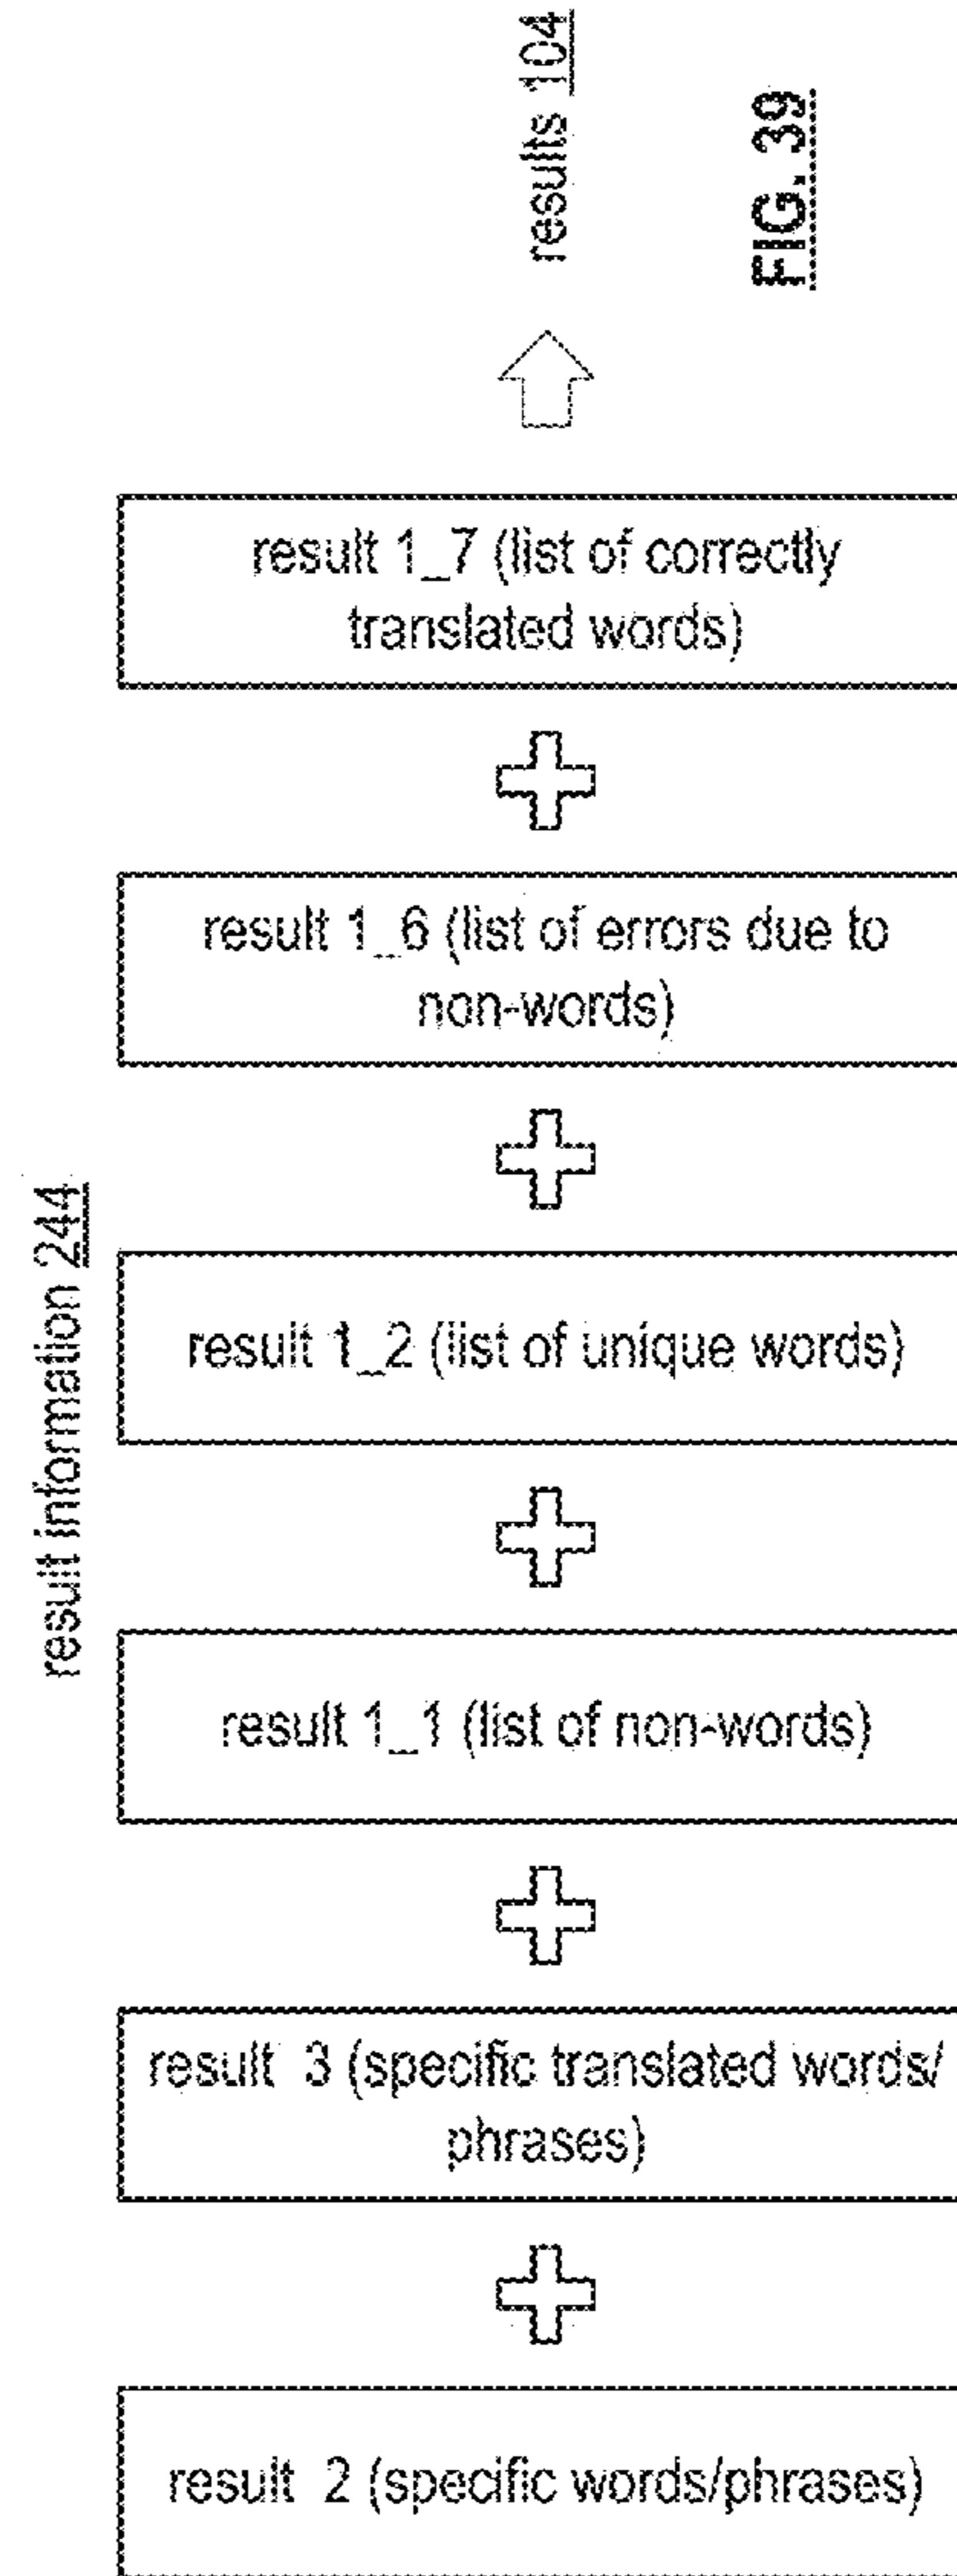 results 104
FIG. 39
result information 244
result 1_7 (list of correctly
translated words)
result 1_6 (list of errors due to
non-words)
result 1_2 (list of unique words)
result 1_1 (list of non-words)
result 3 (specific translated words/
phrases)
result 2 (specific words/phrases)